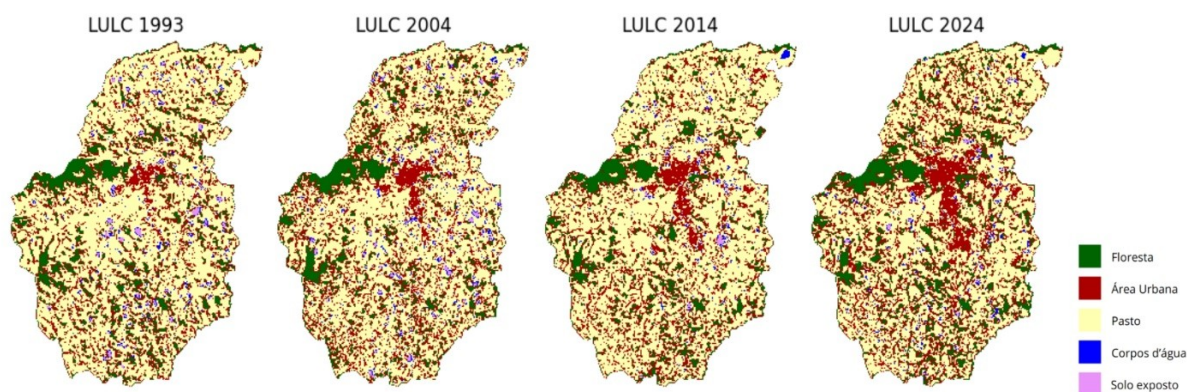 LULC 1993
LULC 2004
LULC 2014
LULC 2024
Floresta
Área Urbana
Pasto
Corpos d'água
Solo exposto